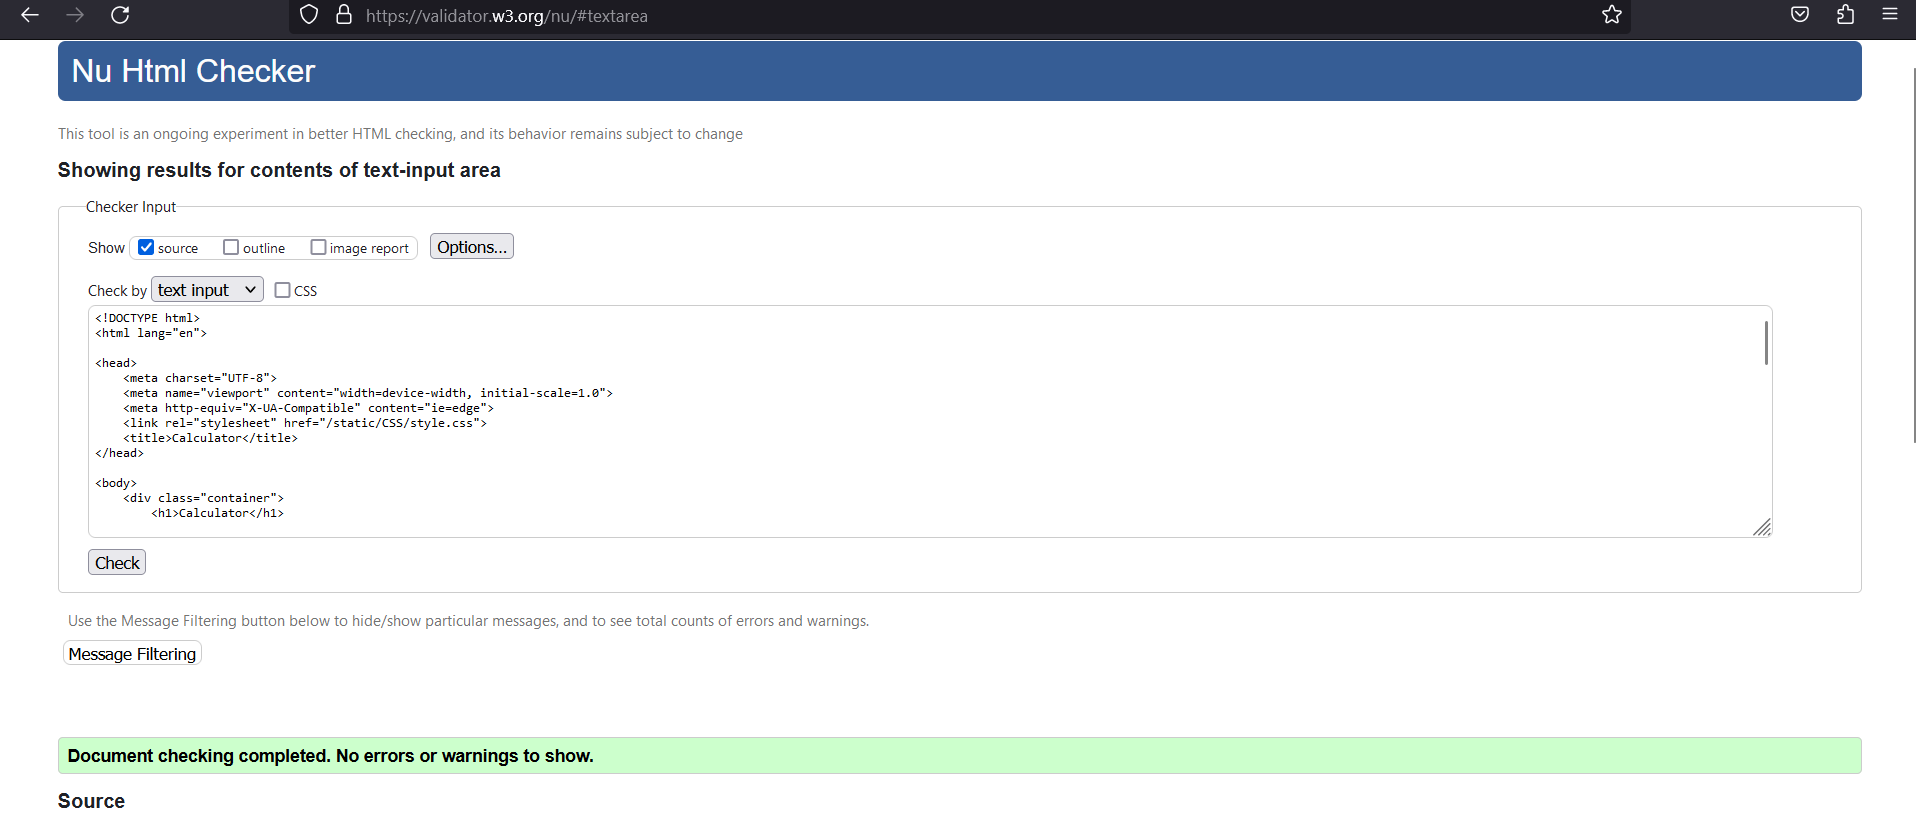 https://validator.w3.org/nu/#textarea
Nu Html Checker
This tool is an ongoing experiment in better HTML checking, and its behavior remains subject to change
Showing results for contents of text-input area
Checker Input
Show source outline image report Options...
Check by text input CSS
<!DOCTYPE html>
<html lang="en">
<head>
    <meta charset="UTF-8">
    <meta name="viewport" content="width=device-width, initial-scale=1.0">
    <meta http-equiv="X-UA-Compatible" content="ie=edge">
    <link rel="stylesheet" href="/static/CSS/style.css">
    <title>Calculator</title>
</head>
<body>
    <div class="container">
        <h1>Calculator</h1>
Check
Use the Message Filtering button below to hide/show particular messages, and to see total counts of errors and warnings.
Message Filtering
Document checking completed. No errors or warnings to show.
Source